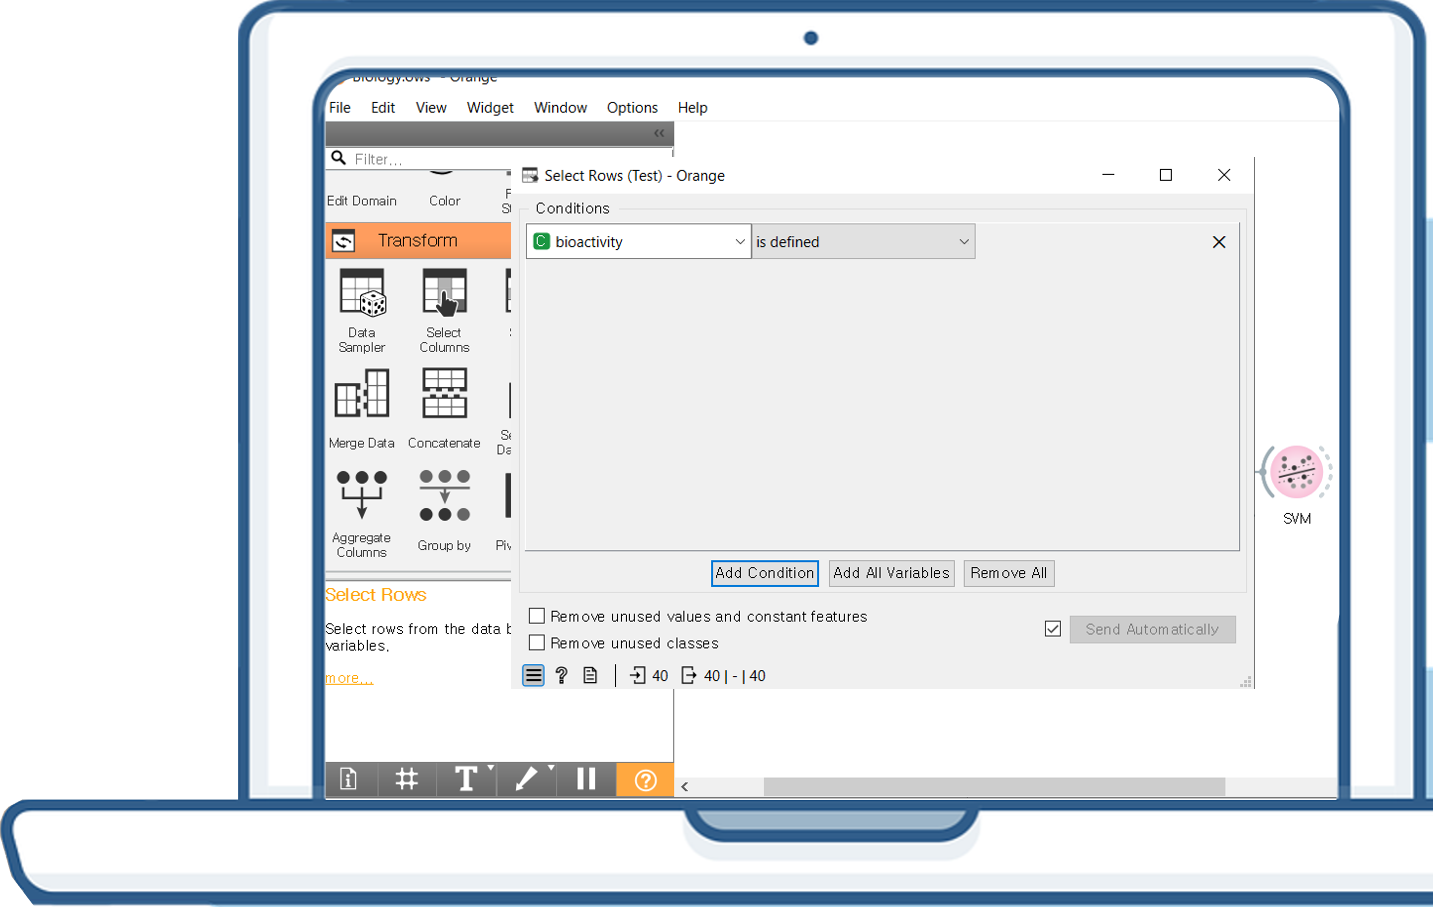 Biology.ows - Orange
File Edit View Widget Window Options Help
Filter...
Edit Domain Color
Transform
Data Sampler
Select Columns
Merge Data Concatenate
Aggregate Columns
Group by
Select Rows
Select rows from the data
variables,
more...
Select Rows (Test) - Orange
Conditions
C bioactivity is defined
Add Condition Add All Variables Remove All
Remove unused values and constant features
Remove unused classes
Send Automatically
? 40 40 | - | 40
SVM
T
?